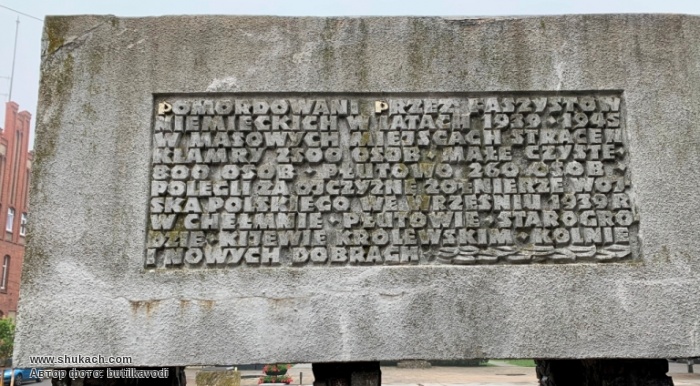 POMORDOWANI PRZEZ FASZYSTÓW
NIEMIECKICH W LATACH 1939-1945
W MASOWYCH MIEJSCACH STRACEŃ
KLAMRY 2500 OSÓB · MAŁE CZYSTE ·
800 OSÓB · PŁUTOWO 260 OSÓB ·
POLEGLI ZA OJCZYZNĘ ŻOŁNIERZE WOJ
SKA POLSKIEGO WE WRZEŚNIU 1939 R
W CHEŁMNIE · PŁUTOWIE · STAROGRO
DZIE · KIJEWIE KRÓLEWSKIM · KOLNIE
I NOWYCH DOBRACH
www.shukach.com
Автор фото: butilkavodi